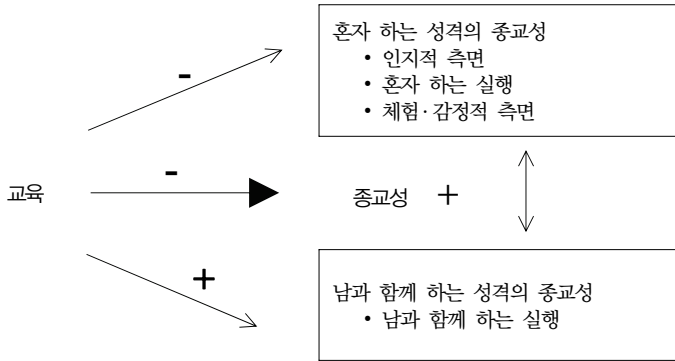 혼자 하는 성격의 종교성
• 인지적 측면
• 혼자 하는 실행
• 체험·감정적 측면
-
-
교육
종교성 +
+
남과 함께 하는 성격의 종교성
• 남과 함께 하는 실행